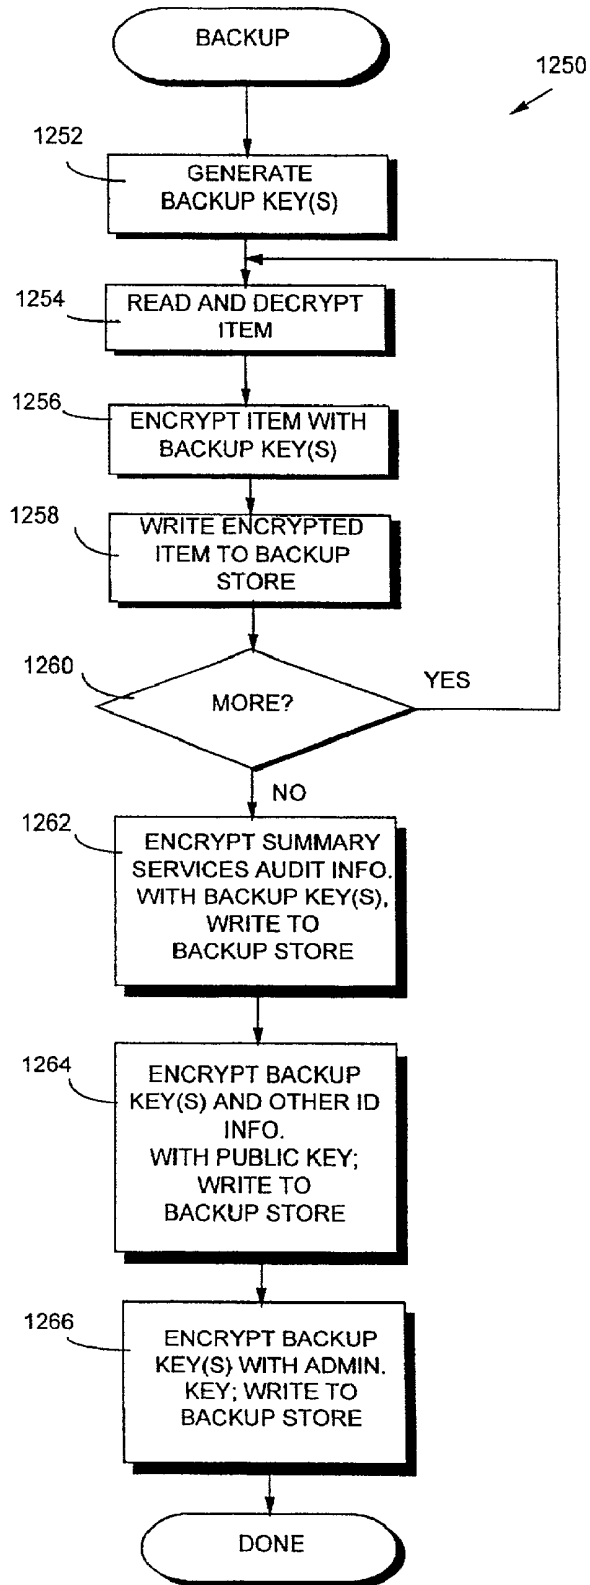 BACKUP
1250
1252
GENERATE
BACKUP KEY(S)
1254
READ AND DECRYPT
ITEM
1256
ENCRYPT ITEM WITH
BACKUP KEY(S)
1258
WRITE ENCRYPTED
ITEM TO BACKUP
STORE
1260
MORE?
YES
NO
1262
ENCRYPT SUMMARY
SERVICES AUDIT INFO.
WITH BACKUP KEY(S),
WRITE TO
BACKUP STORE
1264
ENCRYPT BACKUP
KEY(S) AND OTHER ID
INFO.
WITH PUBLIC KEY;
WRITE TO
BACKUP STORE
1266
ENCRYPT BACKUP
KEY(S) WITH ADMIN.
KEY; WRITE TO
BACKUP STORE
DONE